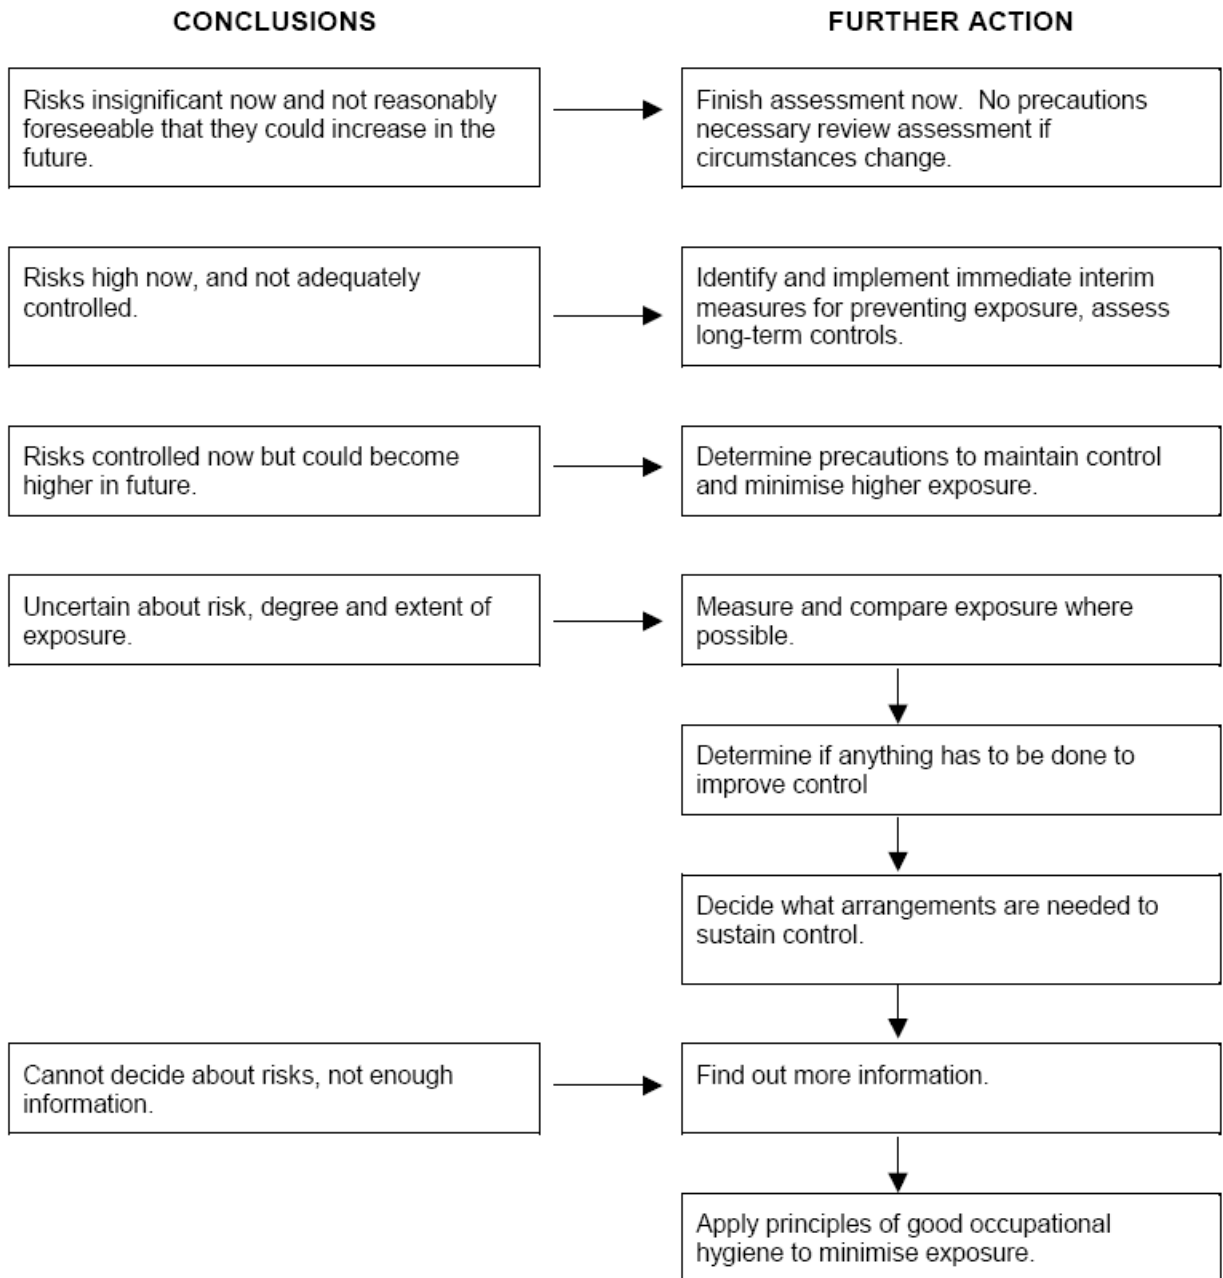 CONCLUSIONS
FURTHER ACTION
Risks insignificant now and not reasonably
foreseeable that they could increase in the
future.
Finish assessment now.  No precautions
necessary review assessment if
circumstances change.
Risks high now, and not adequately
controlled.
Identify and implement immediate interim
measures for preventing exposure, assess
long-term controls.
Risks controlled now but could become
higher in future.
Determine precautions to maintain control
and minimise higher exposure.
Uncertain about risk, degree and extent of
exposure.
Measure and compare exposure where
possible.
Determine if anything has to be done to
improve control
Decide what arrangements are needed to
sustain control.
Cannot decide about risks, not enough
information.
Find out more information.
Apply principles of good occupational
hygiene to minimise exposure.